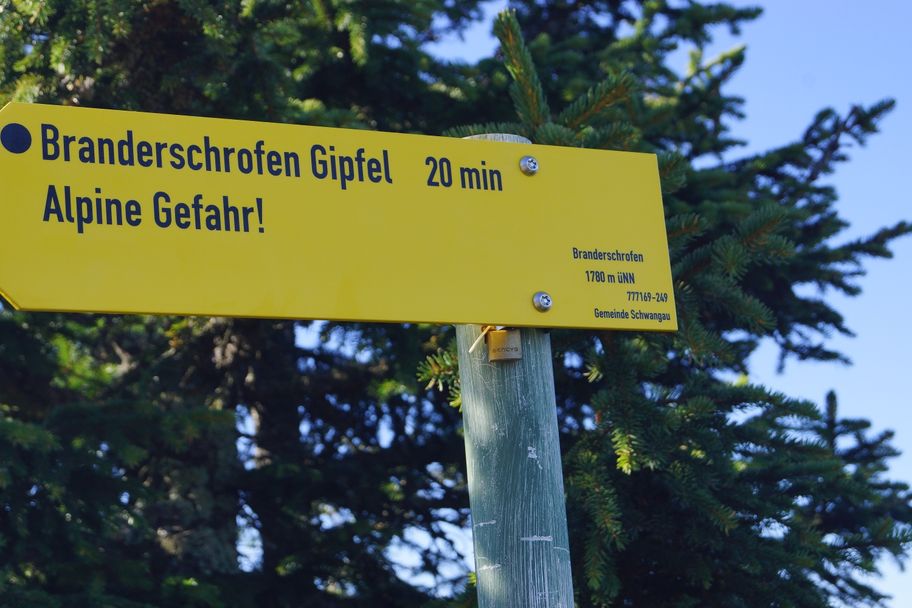 Branderschrofen Gipfel 20 min
Alpine Gefahr!
Branderschrofen
1780 m üNN
777169-249
Gemeinde Schwangau